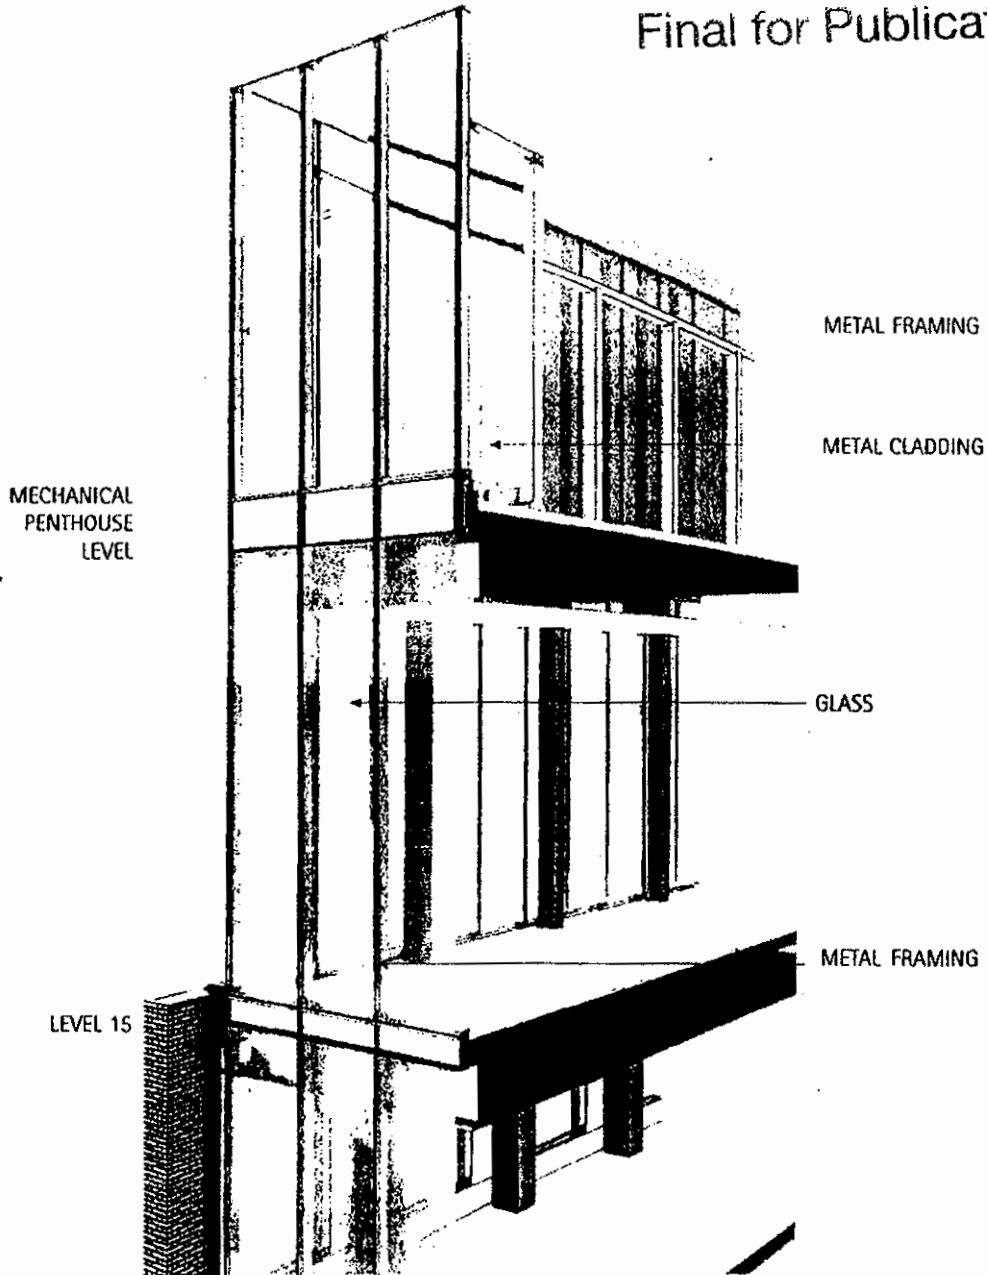 Final for Publicat
METAL FRAMING
METAL CLADDING
MECHANICAL
PENTHOUSE
LEVEL
GLASS
METAL FRAMING
LEVEL 15